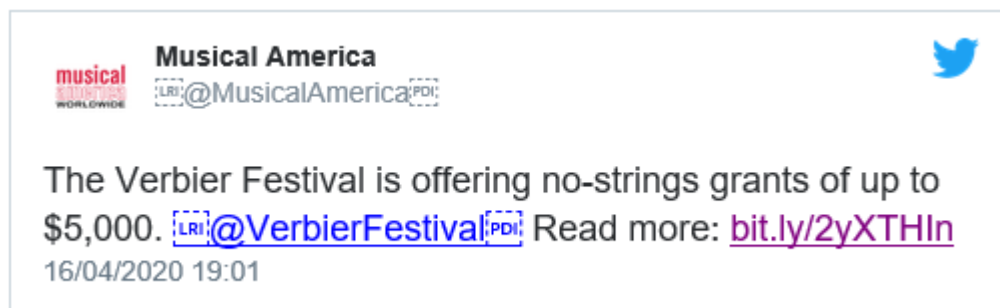 Musical America
musical
america
WORLDWIDE
LRI@MusicalAmericaPDI
The Verbier Festival is offering no-strings grants of up to
$5,000. LRI@VerbierFestivalPDI Read more: bit.ly/2yXTHIn
16/04/2020 19:01